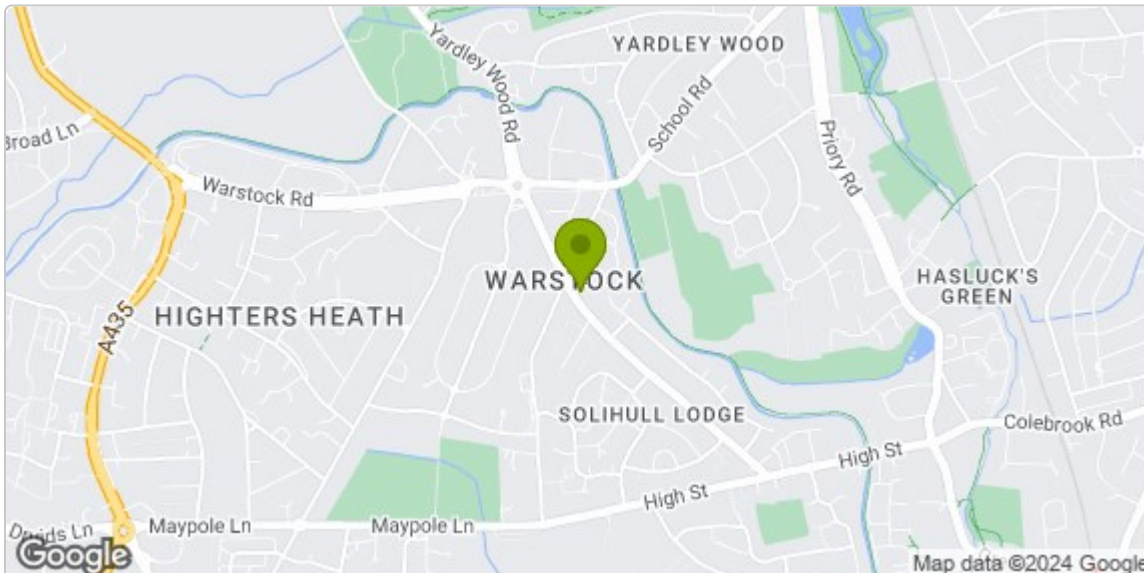 YARDLEY WOOD
Yardley Wood Rd
School Rd
Broad Ln
Priory Rd
Warstock Rd
WARSTOCK
HASLUCK'S
GREEN
HIGHTERS HEATH
A435
SOLIHULL LODGE
Colebrook Rd
High St
High St
Druids Ln
Maypole Ln
Maypole Ln
Google
Map data ©2024 Google